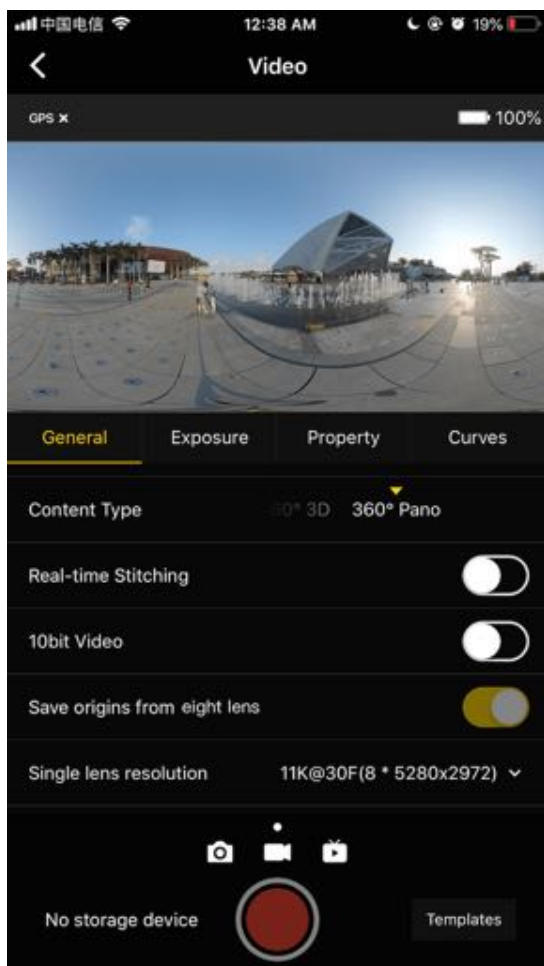 中国电信 12:38 AM 19%
Video
GPS × 100%
General Exposure Property Curves
Content Type 60° 3D 360° Pano
Real-time Stitching
10bit Video
Save origins from eight lens
Single lens resolution 11K@30F(8 * 5280x2972)
No storage device Templates